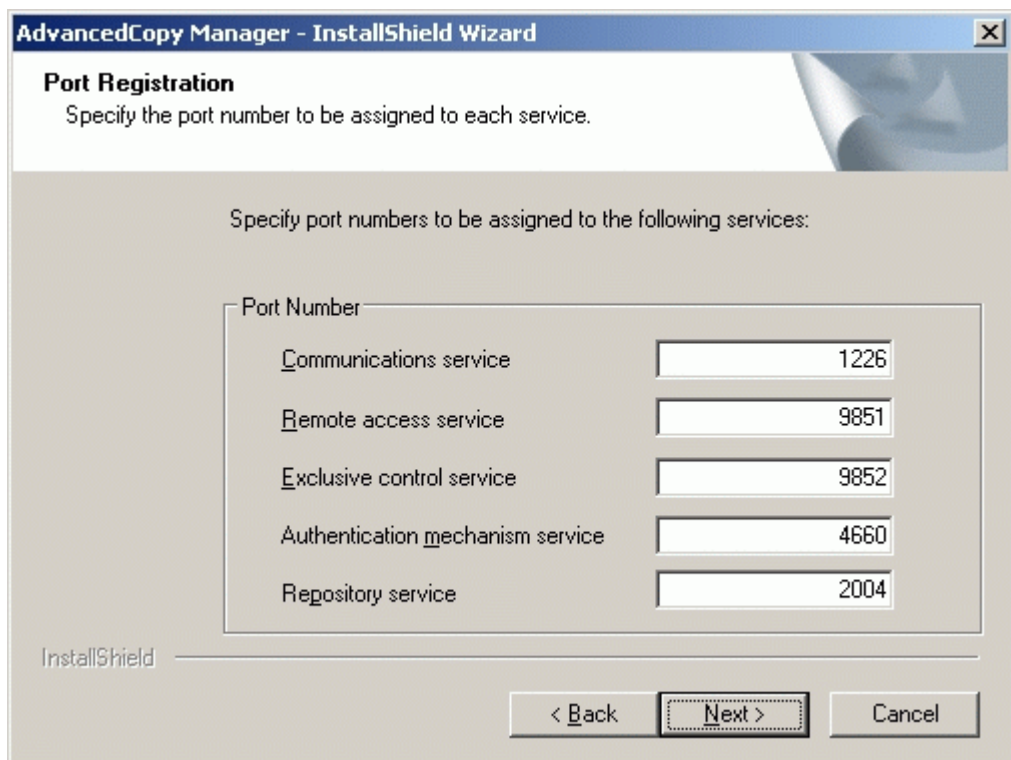 AdvancedCopy Manager - InstallShield Wizard
Port Registration
Specify the port number to be assigned to each service.
Specify port numbers to be assigned to the following services:
Port Number
Communications service 1226
Remote access service 9851
Exclusive control service 9852
Authentication mechanism service 4660
Repository service 2004
InstallShield
< Back Next > Cancel